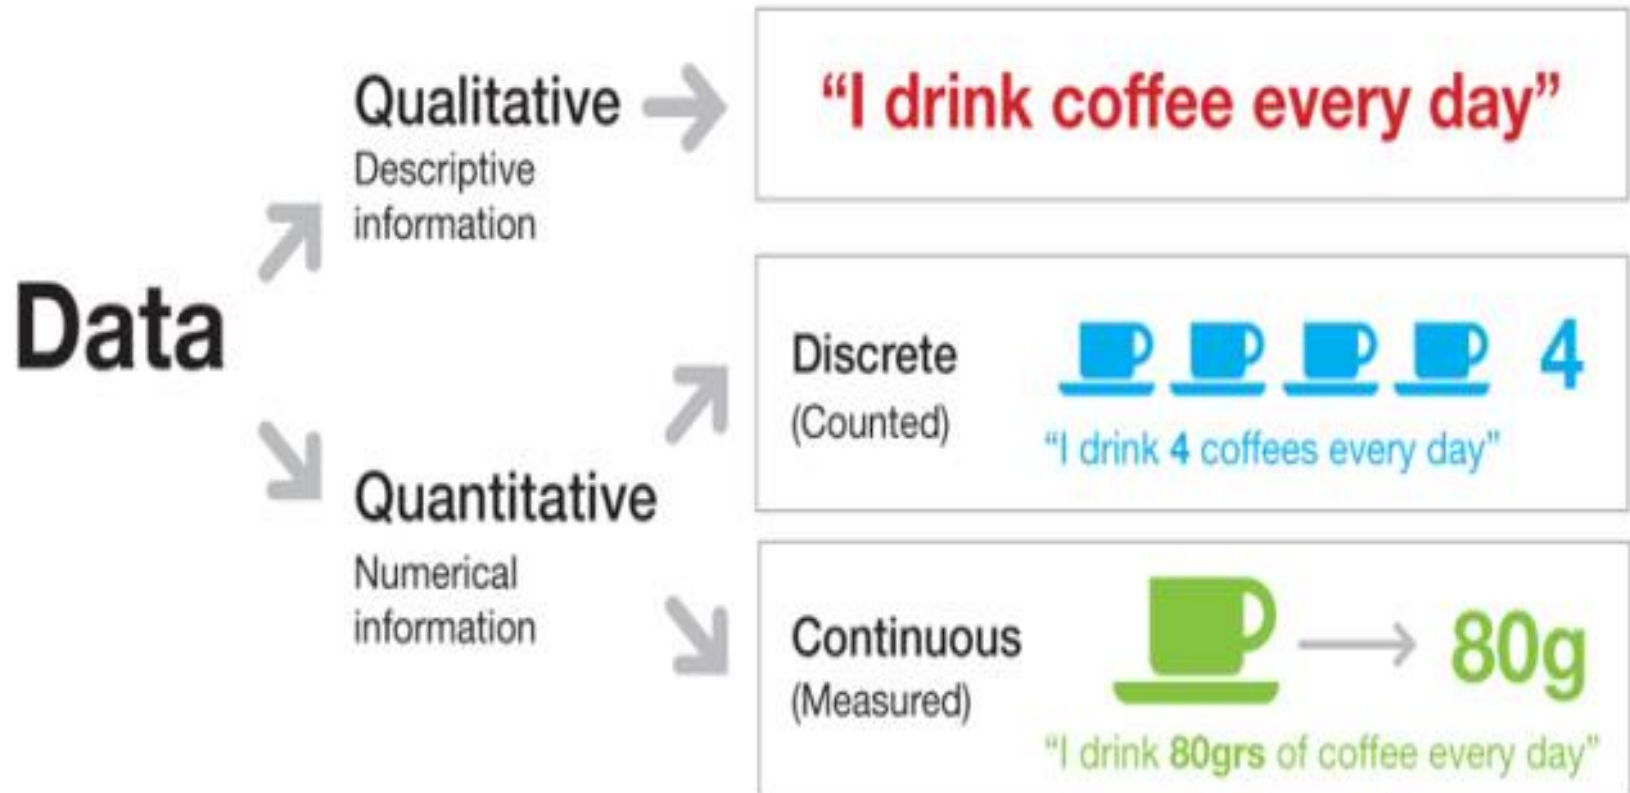 Data
Qualitative
Descriptive
information
“I drink coffee every day”
Quantitative
Numerical
information
Discrete
(Counted)
4
“I drink 4 coffees every day”
Continuous
(Measured)
80g
“I drink 80grs of coffee every day”